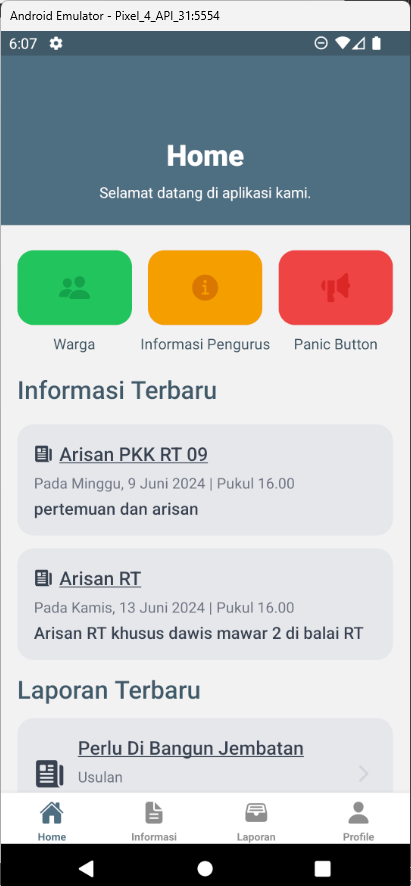 Android Emulator - Pixel_4_API_31:5554
6:07
Home
Selamat datang di aplikasi kami.
Warga
Informasi Pengurus
Panic Button
Informasi Terbaru
Arisan PKK RT 09
Pada Minggu, 9 Juni 2024 | Pukul 16.00
pertemuan dan arisan
Arisan RT
Pada Kamis, 13 Juni 2024 | Pukul 16.00
Arisan RT khusus dawis mawar 2 di balai RT
Laporan Terbaru
Perlu Di Bangun Jembatan
Usulan
Home
Informasi
Laporan
Profile